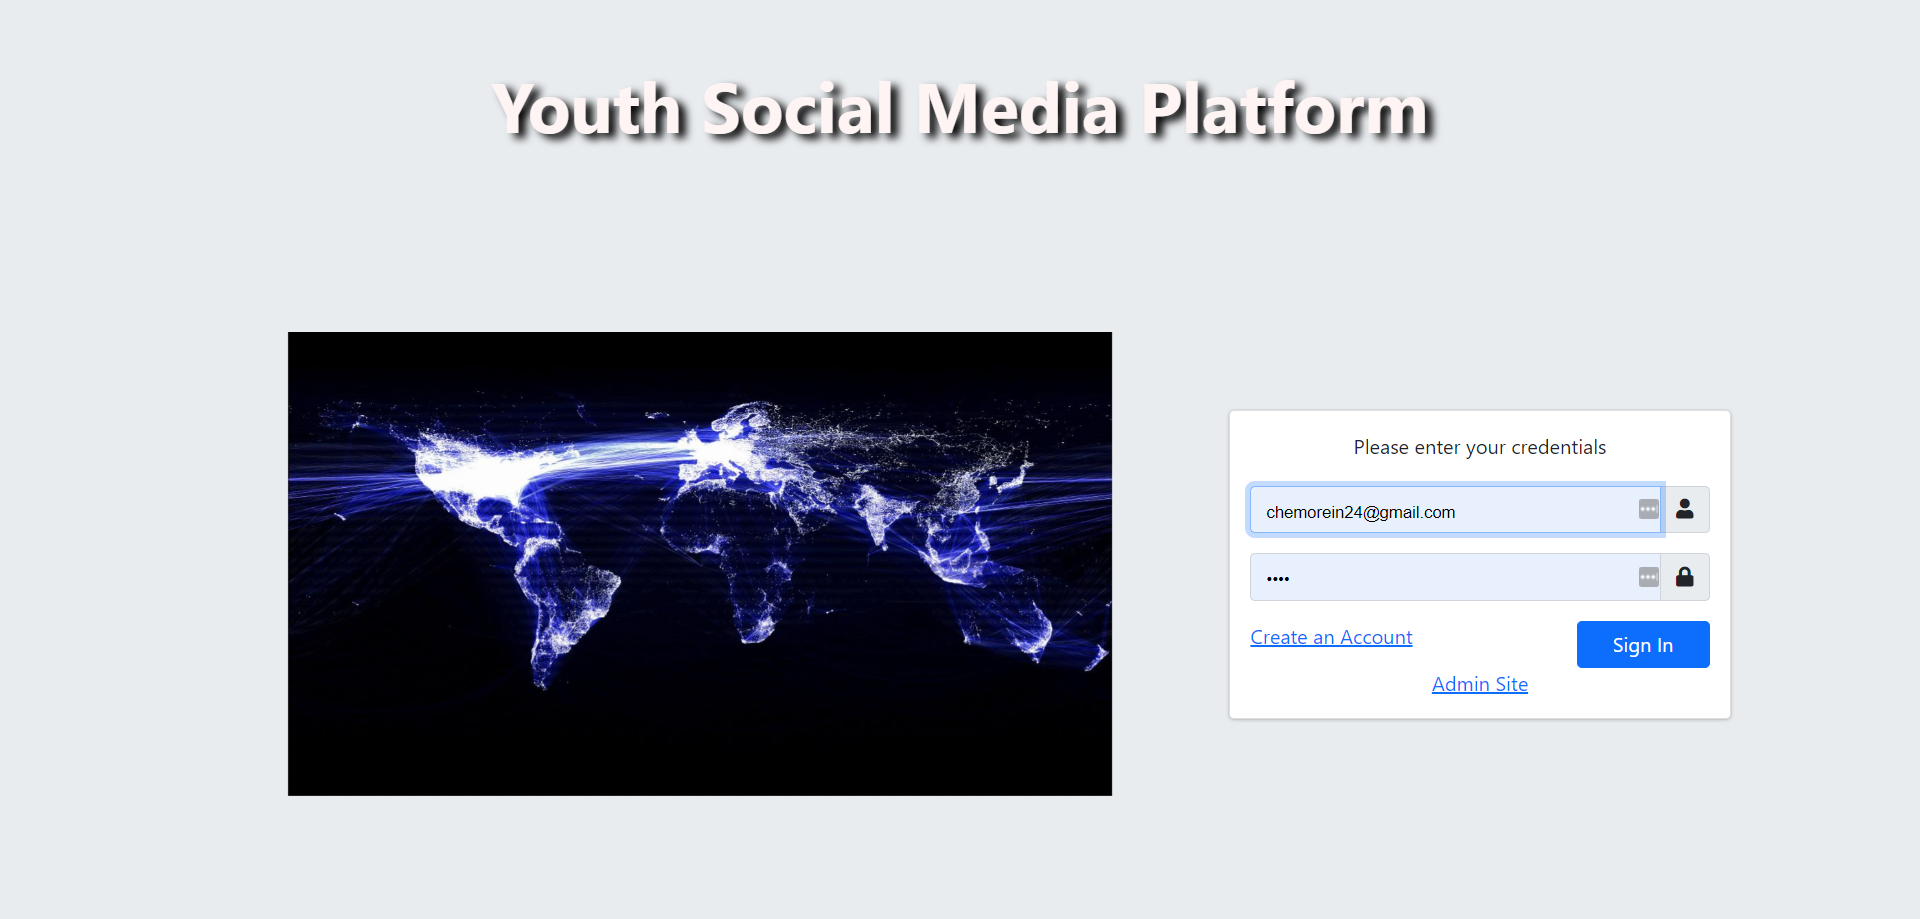 Youth Social Media Platform
Please enter your credentials
chemorein24@gmail.com
••••
Create an Account
Sign In
Admin Site